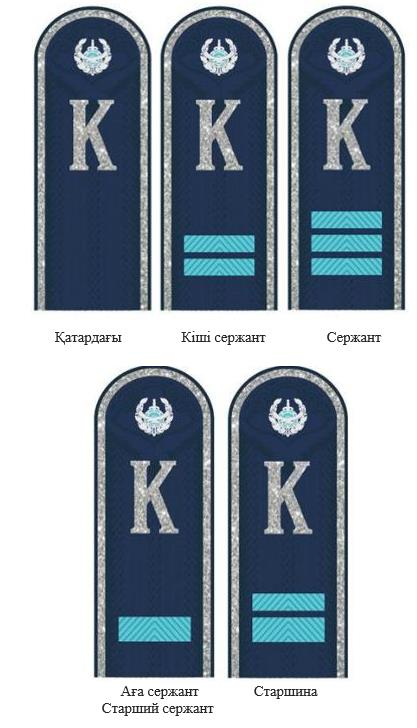 К К К
Қатардағы Кіші сержант Сержант
К К
Аға сержант Старшина
Старший сержант